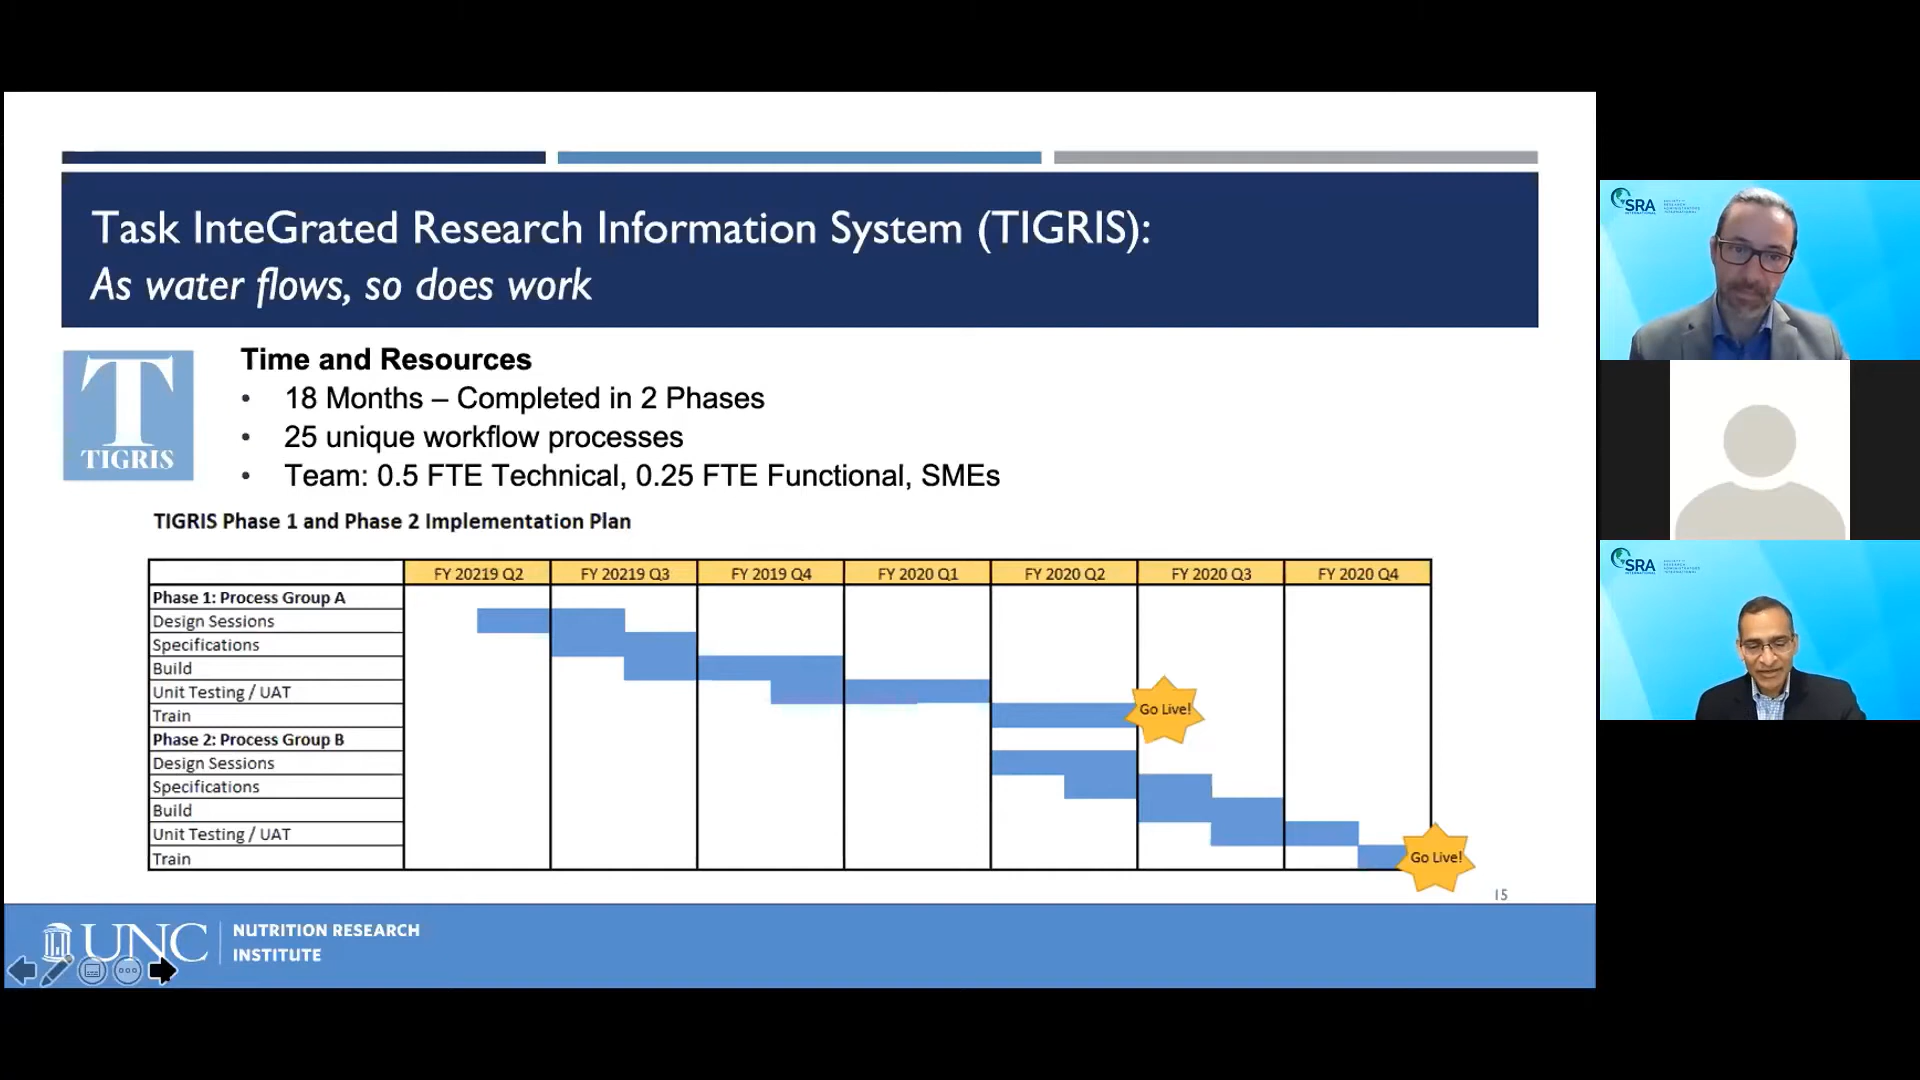 Task InteGrated Research Information System (TIGRIS):
As water flows, so does work
T
TIGRIS
Time and Resources
• 18 Months – Completed in 2 Phases
• 25 unique workflow processes
• Team: 0.5 FTE Technical, 0.25 FTE Functional, SMEs
TIGRIS Phase 1 and Phase 2 Implementation Plan
FY 20219 Q2 FY 20219 Q3 FY 2019 Q4 FY 2020 Q1 FY 2020 Q2 FY 2020 Q3 FY 2020 Q4
Phase 1: Process Group A
Design Sessions
Specifications
Build
Unit Testing / UAT
Train
Go Live!
Phase 2: Process Group B
Design Sessions
Specifications
Build
Unit Testing / UAT
Train
Go Live!
15
UNC
NUTRITION RESEARCH
INSTITUTE
SRA
INTERNATIONAL
SRA
INTERNATIONAL